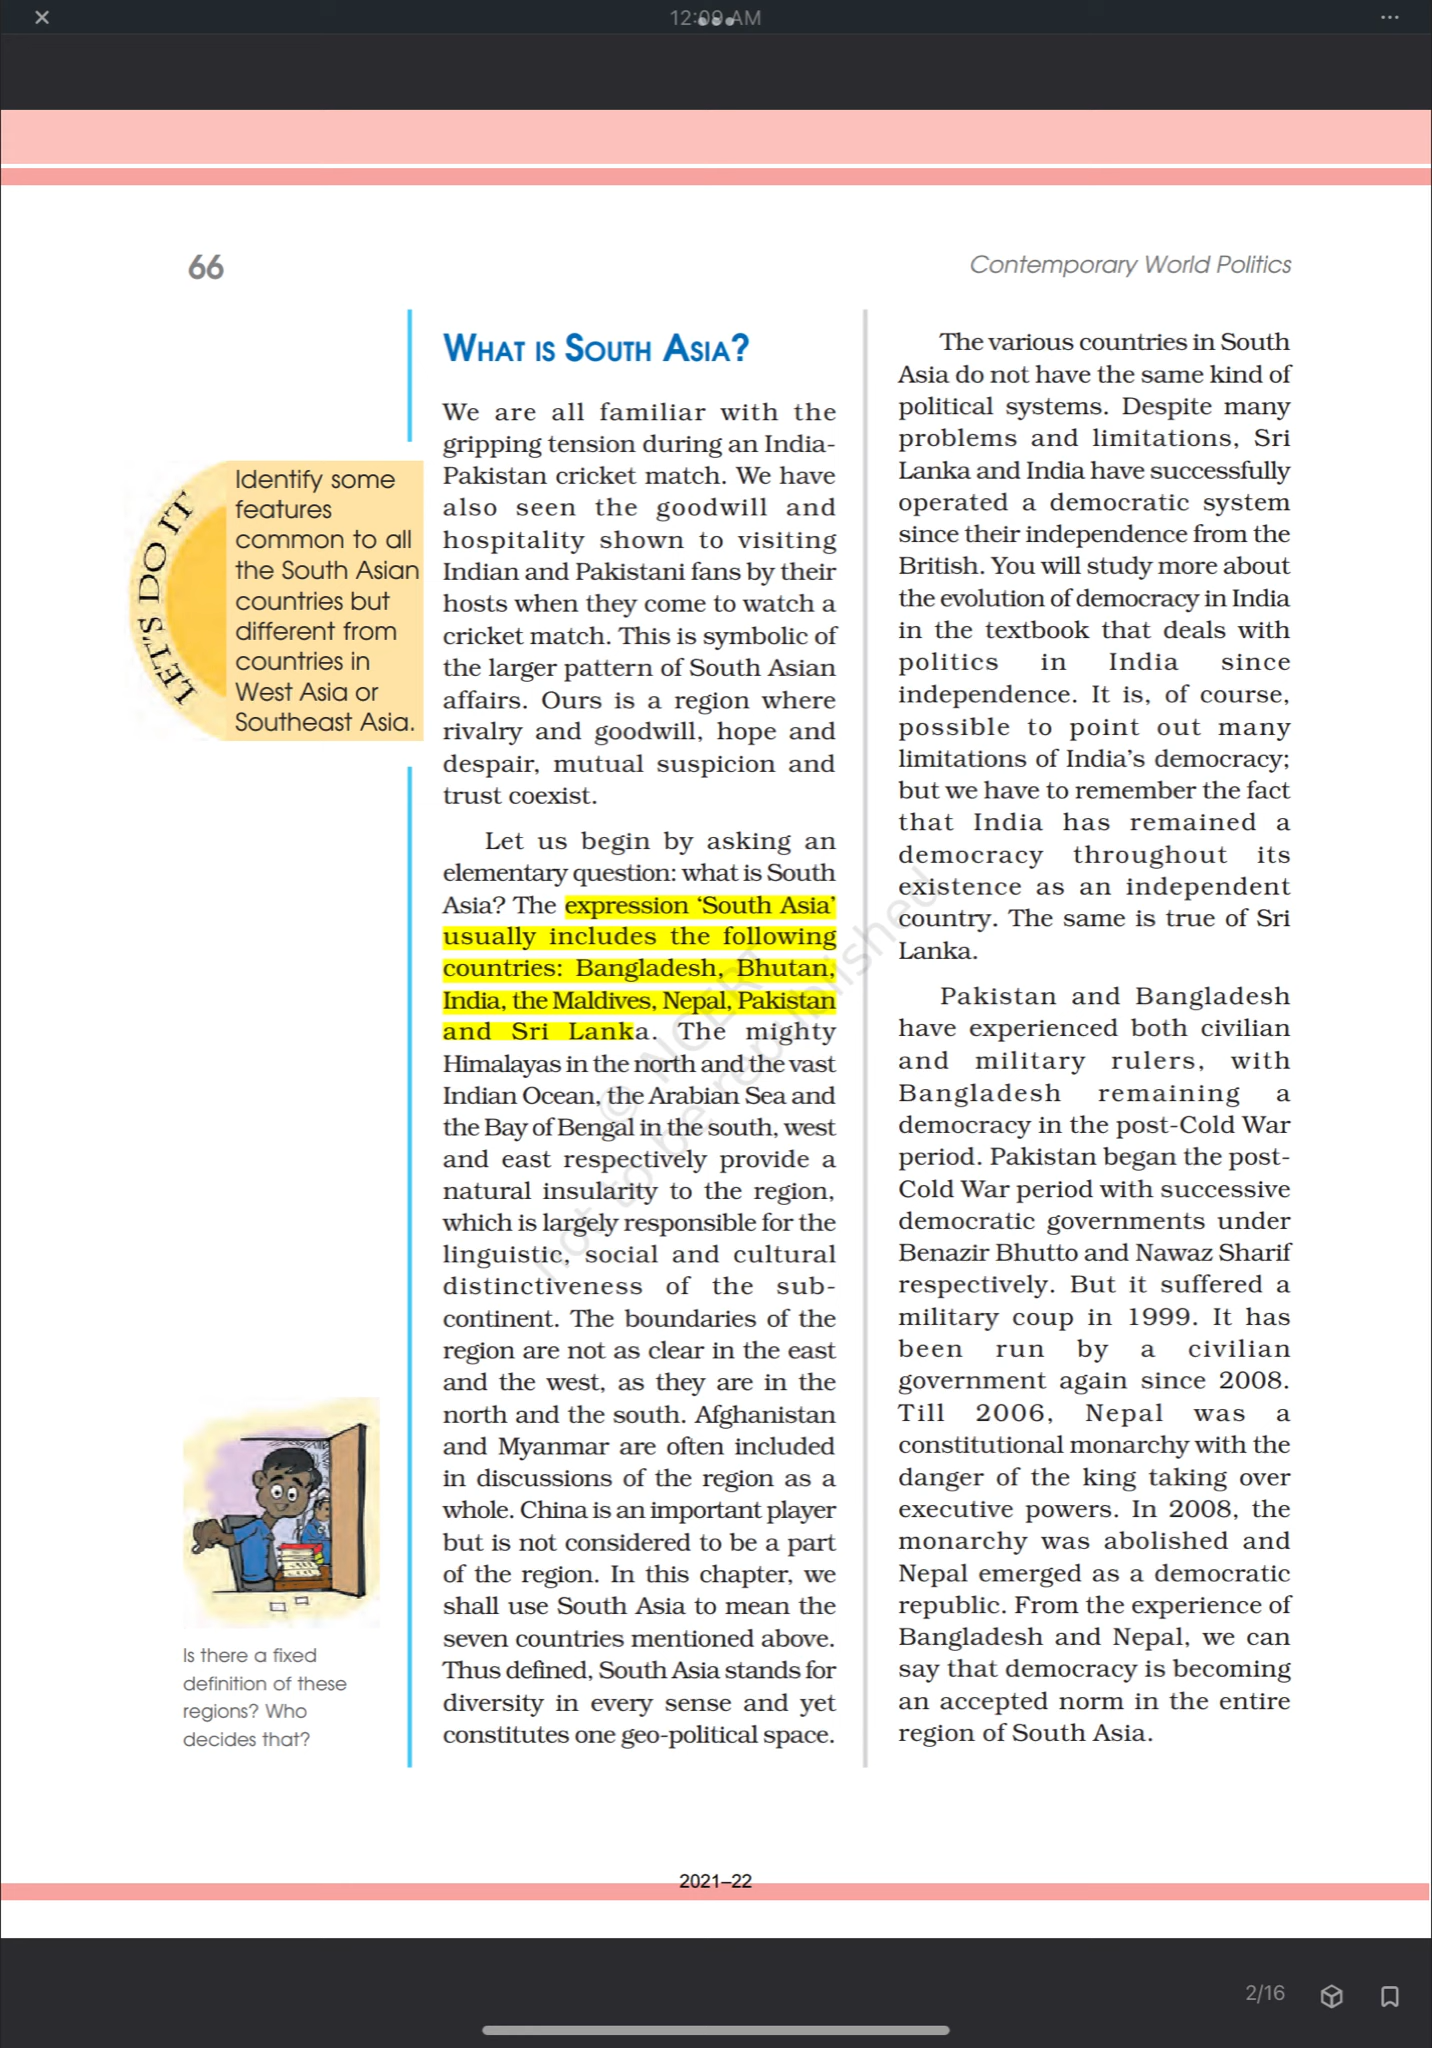 12:09 AM
66
Contemporary World Politics
LET'S DO IT
Identify some
features
common to all
the South Asian
countries but
different from
countries in
West Asia or
Southeast Asia.
Is there a fixed
definition of these
regions? Who
decides that?
WHAT IS SOUTH ASIA?
We are all familiar with the
gripping tension during an India-
Pakistan cricket match. We have
also seen the goodwill and
hospitality shown to visiting
Indian and Pakistani fans by their
hosts when they come to watch a
cricket match. This is symbolic of
the larger pattern of South Asian
affairs. Ours is a region where
rivalry and goodwill, hope and
despair, mutual suspicion and
trust coexist.
Let us begin by asking an
elementary question: what is South
Asia? The expression ‘South Asia’
usually includes the following
countries: Bangladesh, Bhutan,
India, the Maldives, Nepal, Pakistan
and Sri Lanka. The mighty
Himalayas in the north and the vast
Indian Ocean, the Arabian Sea and
the Bay of Bengal in the south, west
and east respectively provide a
natural insularity to the region,
which is largely responsible for the
linguistic, social and cultural
distinctiveness of the sub-
continent. The boundaries of the
region are not as clear in the east
and the west, as they are in the
north and the south. Afghanistan
and Myanmar are often included
in discussions of the region as a
whole. China is an important player
but is not considered to be a part
of the region. In this chapter, we
shall use South Asia to mean the
seven countries mentioned above.
Thus defined, South Asia stands for
diversity in every sense and yet
constitutes one geo-political space.
The various countries in South
Asia do not have the same kind of
political systems. Despite many
problems and limitations, Sri
Lanka and India have successfully
operated a democratic system
since their independence from the
British. You will study more about
the evolution of democracy in India
in the textbook that deals with
politics in India since
independence. It is, of course,
possible to point out many
limitations of India’s democracy;
but we have to remember the fact
that India has remained a
democracy throughout its
existence as an independent
country. The same is true of Sri
Lanka.
Pakistan and Bangladesh
have experienced both civilian
and military rulers, with
Bangladesh remaining a
democracy in the post-Cold War
period. Pakistan began the post-
Cold War period with successive
democratic governments under
Benazir Bhutto and Nawaz Sharif
respectively. But it suffered a
military coup in 1999. It has
been run by a civilian
government again since 2008.
Till 2006, Nepal was a
constitutional monarchy with the
danger of the king taking over
executive powers. In 2008, the
monarchy was abolished and
Nepal emerged as a democratic
republic. From the experience of
Bangladesh and Nepal, we can
say that democracy is becoming
an accepted norm in the entire
region of South Asia.
© NCERT
not to be republished
2021–22
2/16